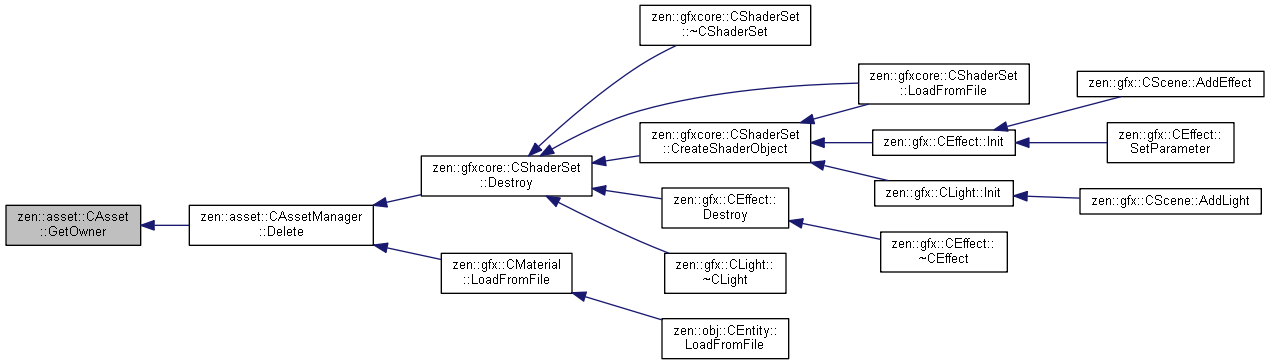 zen::gfxcore::CShaderSet
::~CShaderSet
zen::gfxcore::CShaderSet
::LoadFromFile
zen::gfx::CScene::AddEffect
zen::gfxcore::CShaderSet
::CreateShaderObject
zen::gfx::CEffect::Init
zen::gfx::CEffect::
SetParameter
zen::gfxcore::CShaderSet
::Destroy
zen::gfx::CLight::Init
zen::gfx::CScene::AddLight
zen::asset::CAsset
::GetOwner
zen::asset::CAssetManager
::Delete
zen::gfx::CEffect::
Destroy
zen::gfx::CEffect::
~CEffect
zen::gfx::CMaterial
::LoadFromFile
zen::gfx::CLight::
~CLight
zen::obj::CEntity::
LoadFromFile